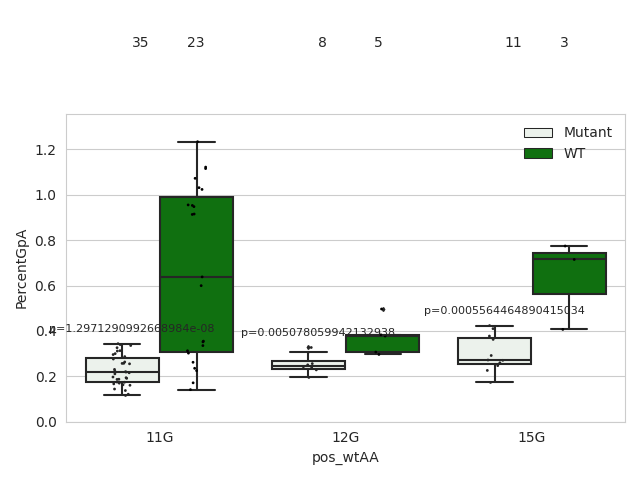 35 23 8 5 11 3
Mutant
WT
PercentGpA
1.2
1.0
0.8
0.6
0.4
0.2
0.0
p=1.2971290992668984e-08
p=0.005078059942132938
p=0.0005564464890415034
11G 12G 15G
pos_wtAA